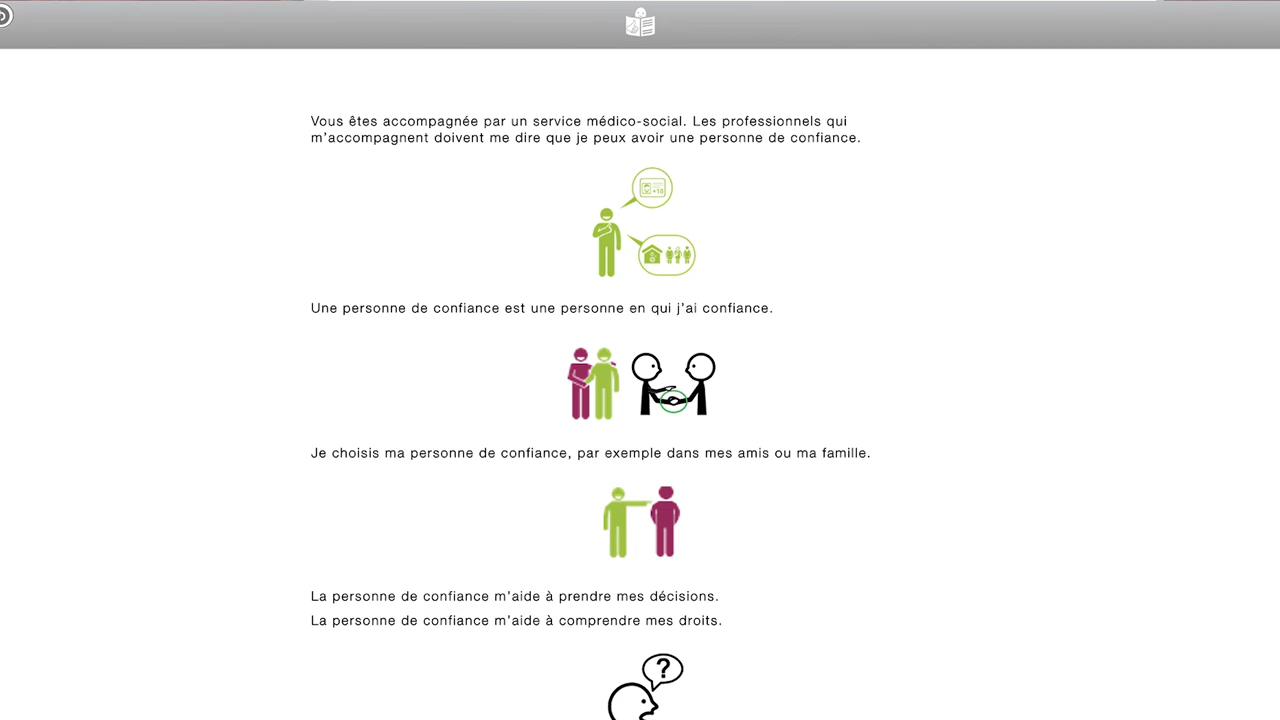 Vous êtes accompagnée par un service médico-social. Les professionnels qui
m’accompagnent doivent me dire que je peux avoir une personne de confiance.
+18
Une personne de confiance est une personne en qui j’ai confiance.
Je choisis ma personne de confiance, par exemple dans mes amis ou ma famille.
La personne de confiance m’aide à prendre mes décisions.
La personne de confiance m’aide à comprendre mes droits.
?